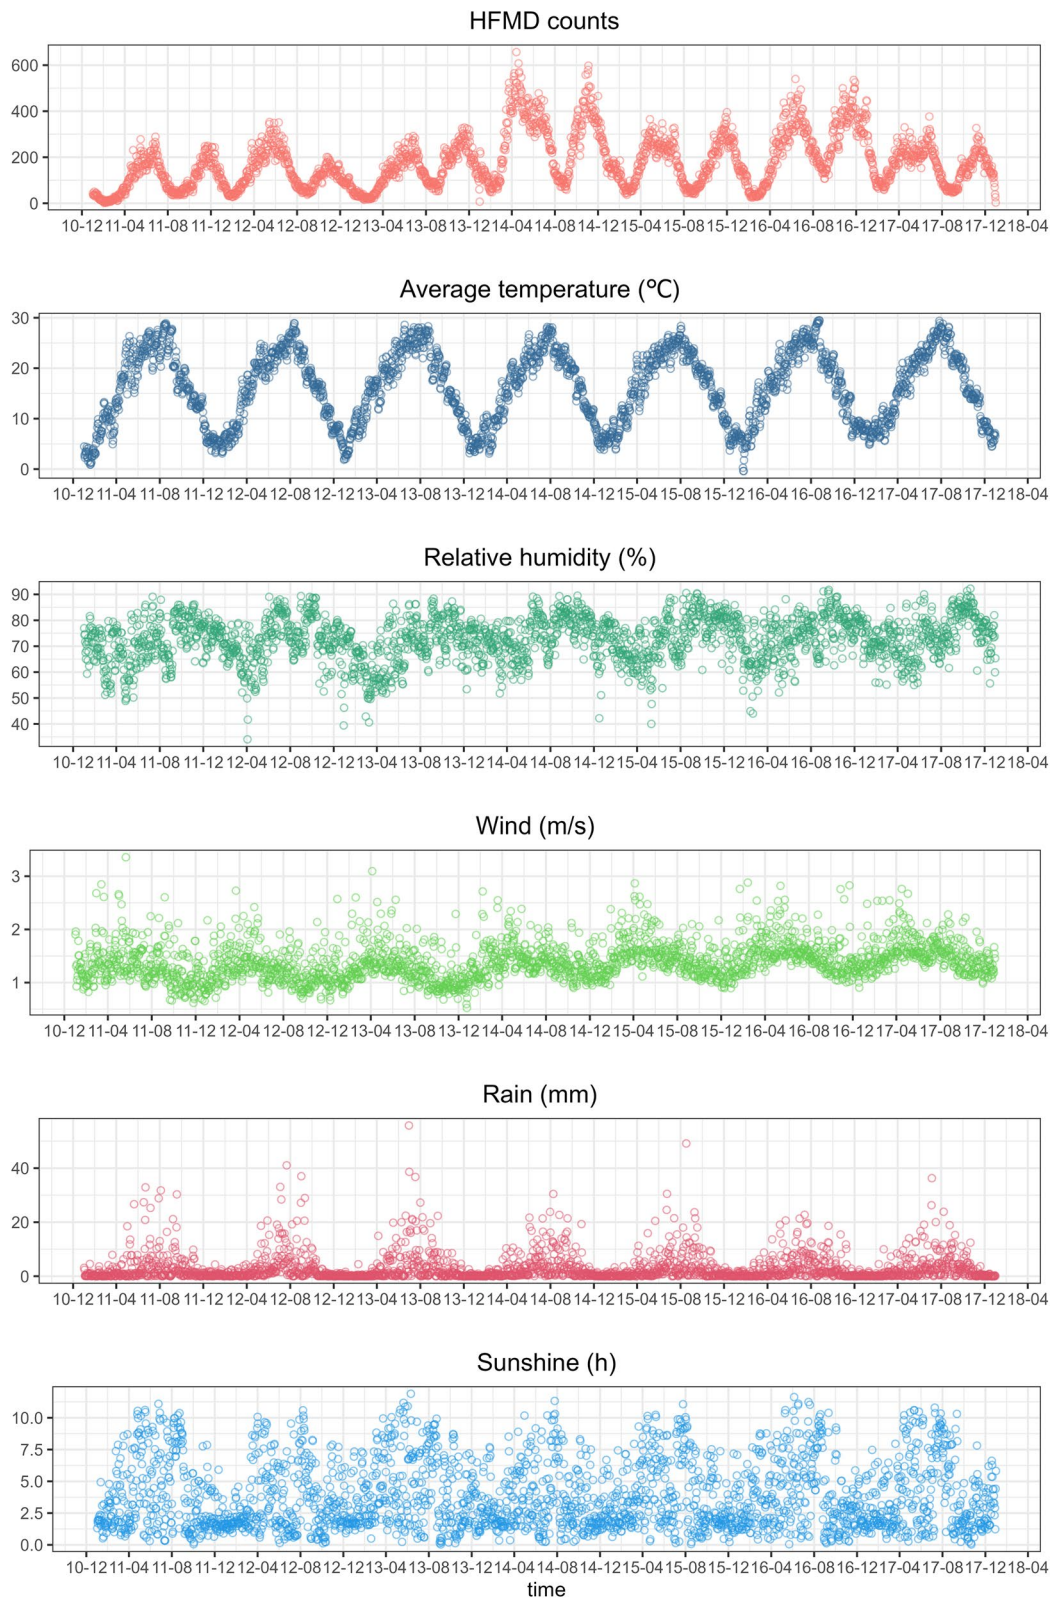 HFMD counts
600
400
200
0
10-12 11-04 11-08 11-12 12-04 12-08 12-12 13-04 13-08 13-12 14-04 14-08 14-12 15-04 15-08 15-12 16-04 16-08 16-12 17-04 17-08 17-12 18-04
Average temperature (℃)
30
20
10
0
10-12 11-04 11-08 11-12 12-04 12-08 12-12 13-04 13-08 13-12 14-04 14-08 14-12 15-04 15-08 15-12 16-04 16-08 16-12 17-04 17-08 17-12 18-04
Relative humidity (%)
90
80
70
60
50
40
10-12 11-04 11-08 11-12 12-04 12-08 12-12 13-04 13-08 13-12 14-04 14-08 14-12 15-04 15-08 15-12 16-04 16-08 16-12 17-04 17-08 17-12 18-04
Wind (m/s)
3
2
1
10-12 11-04 11-08 11-12 12-04 12-08 12-12 13-04 13-08 13-12 14-04 14-08 14-12 15-04 15-08 15-12 16-04 16-08 16-12 17-04 17-08 17-12 18-04
Rain (mm)
40
20
0
10-12 11-04 11-08 11-12 12-04 12-08 12-12 13-04 13-08 13-12 14-04 14-08 14-12 15-04 15-08 15-12 16-04 16-08 16-12 17-04 17-08 17-12 18-04
Sunshine (h)
10.0
7.5
5.0
2.5
0.0
10-12 11-04 11-08 11-12 12-04 12-08 12-12 13-04 13-08 13-12 14-04 14-08 14-12 15-04 15-08 15-12 16-04 16-08 16-12 17-04 17-08 17-12 18-04
time